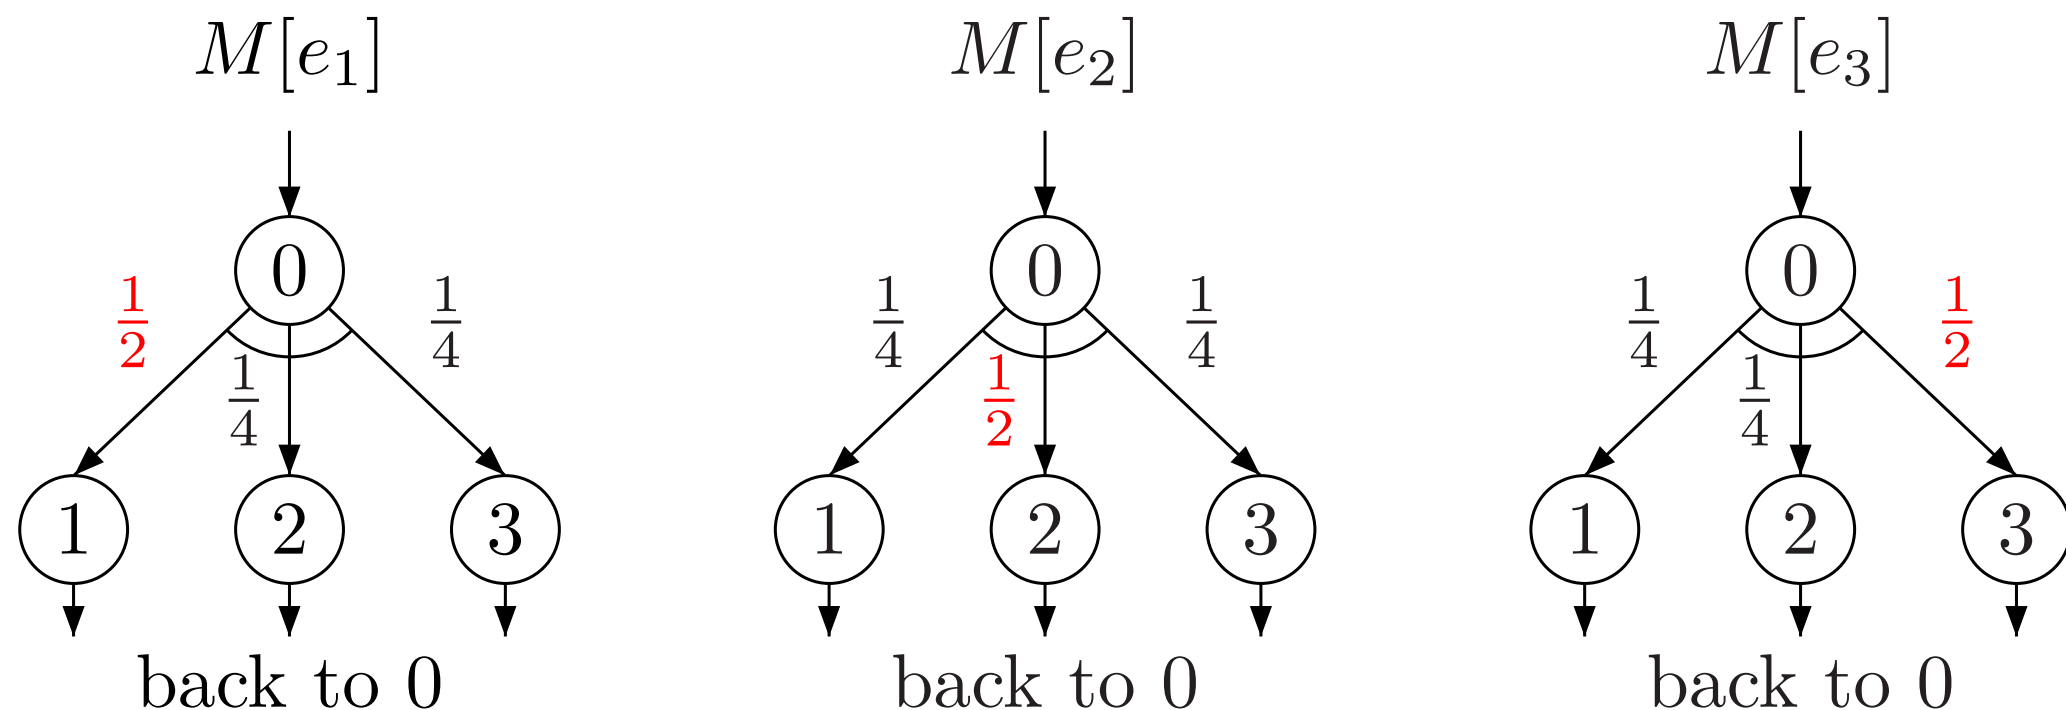 M[e₁] M[e₂] M[e₃]
0 0 0
1/2 1/4 1/4 1/4 1/2 1/4 1/4 1/4 1/2
1 2 3 1 2 3 1 2 3
back to 0 back to 0 back to 0